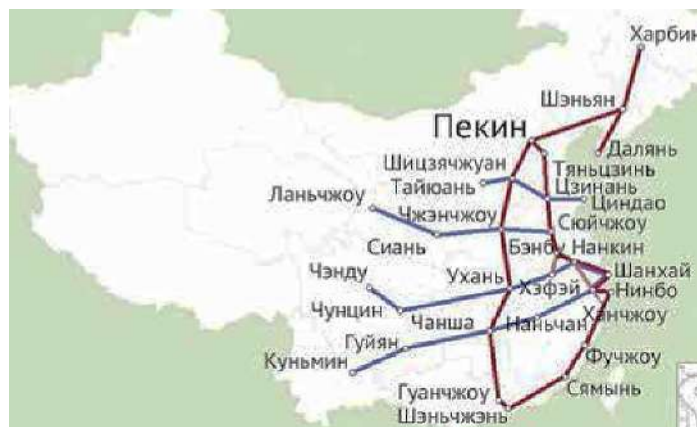 Харбин
Шэньян
Пекин
Далянь
Шицзячжуан
Тяньцзинь
Тайюань
Цзинань
Циндао
Ланьчжоу
Чжэнчжоу
Сюйчжоу
Сиань
Бэнбу
Нанкин
Чэнду
Ухань
Шанхай
Хэфэй
Нинбо
Чунцин
Ханчжоу
Чанша
Наньчан
Гуйян
Фучжоу
Куньмин
Сямынь
Гуанчжоу
Шэньчжэнь